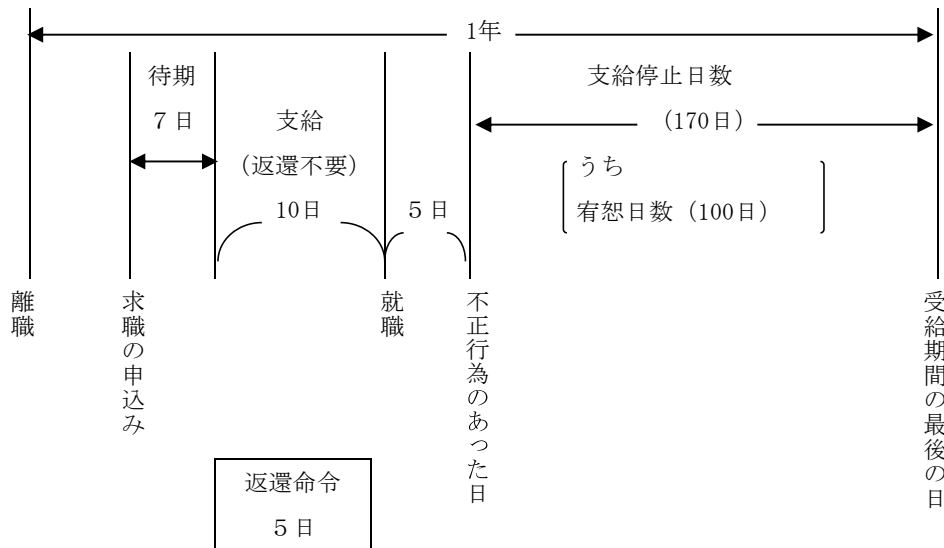 1年
待期
７日
支給
（返還不要）
10日
５日
支給停止日数
（170日）
うち
宥恕日数（100日）
離職
求職の申込み
就職
不正行為のあった日
受給期間の最後の日
返還命令
５日